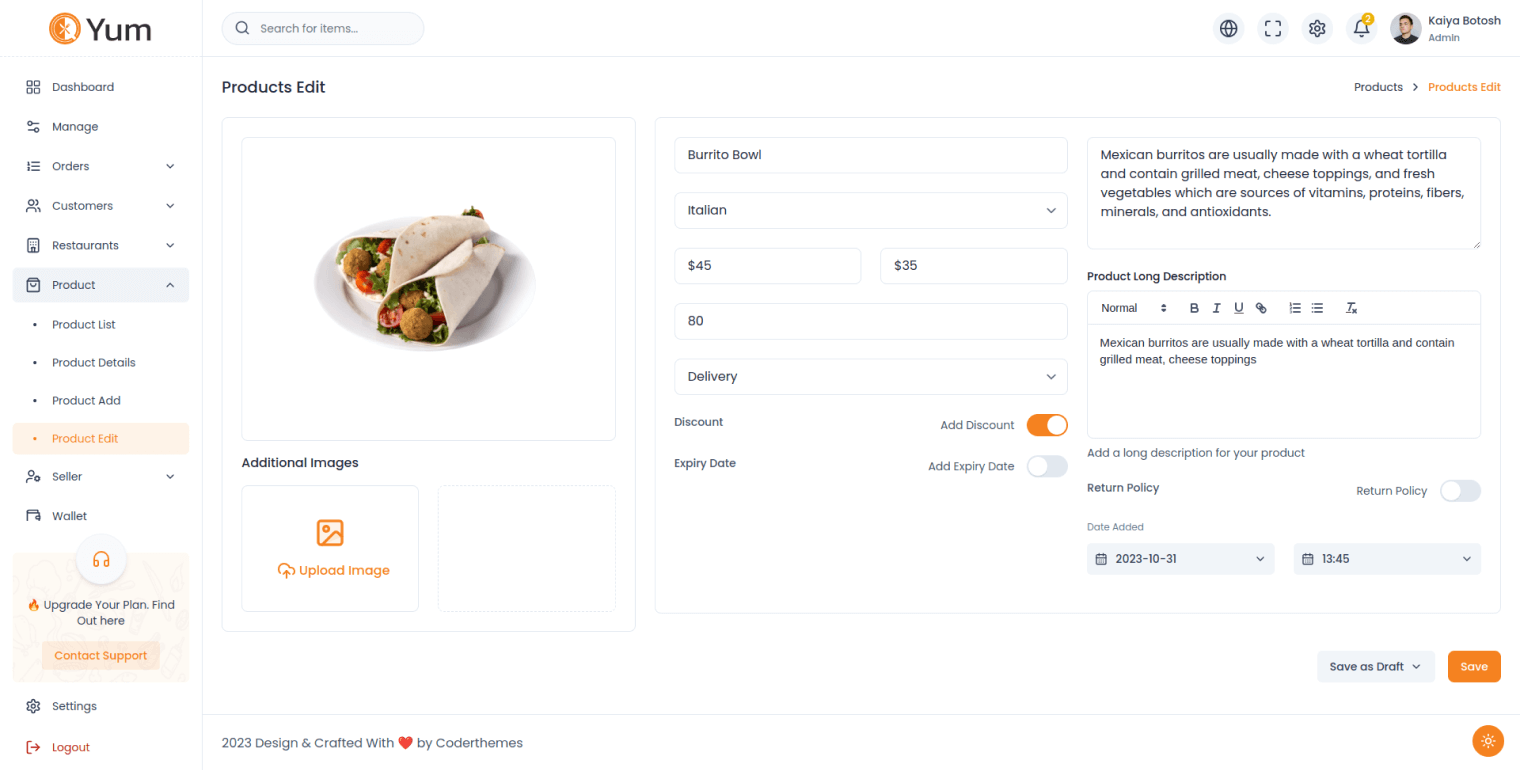 Yum
Search for items...
2
Kaiya Botosh
Admin
Dashboard
Manage
Orders
Customers
Restaurants
Product
Product List
Product Details
Product Add
Product Edit
Seller
Wallet
🔥 Upgrade Your Plan. Find
Out here
Contact Support
Settings
Logout
Products Edit
Products > Products Edit
Additional Images
Upload Image
Burrito Bowl
Italian
$45
$35
80
Delivery
Discount
Add Discount
Expiry Date
Add Expiry Date
Mexican burritos are usually made with a wheat tortilla
and contain grilled meat, cheese toppings, and fresh
vegetables which are sources of vitamins, proteins, fibers,
minerals, and antioxidants.
Product Long Description
Normal
Mexican burritos are usually made with a wheat tortilla and contain
grilled meat, cheese toppings
Add a long description for your product
Return Policy
Return Policy
Date Added
2023-10-31
13:45
Save as Draft
Save
2023 Design & Crafted With ❤️ by Coderthemes